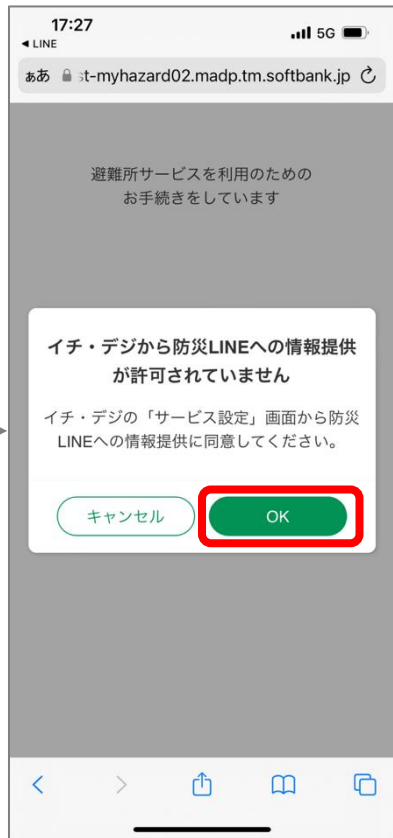 17:27
5G
◀ LINE
ぁあ st-myhazard02.madp.tm.softbank.jp
避難所サービスを利用のための
お手続きをしています
イチ・デジから防災LINEへの情報提供
が許可されていません
イチ・デジの「サービス設定」画面から防災
LINEへの情報提供に同意してください。
キャンセル
OK